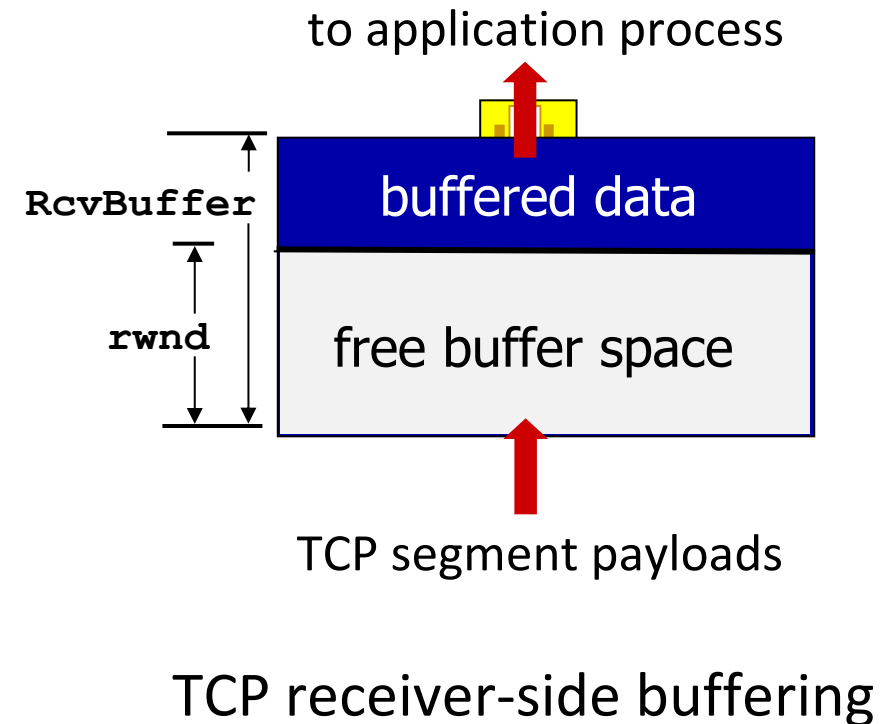 to application process
RcvBuffer
buffered data
rwnd
free buffer space
TCP segment payloads
TCP receiver-side buffering